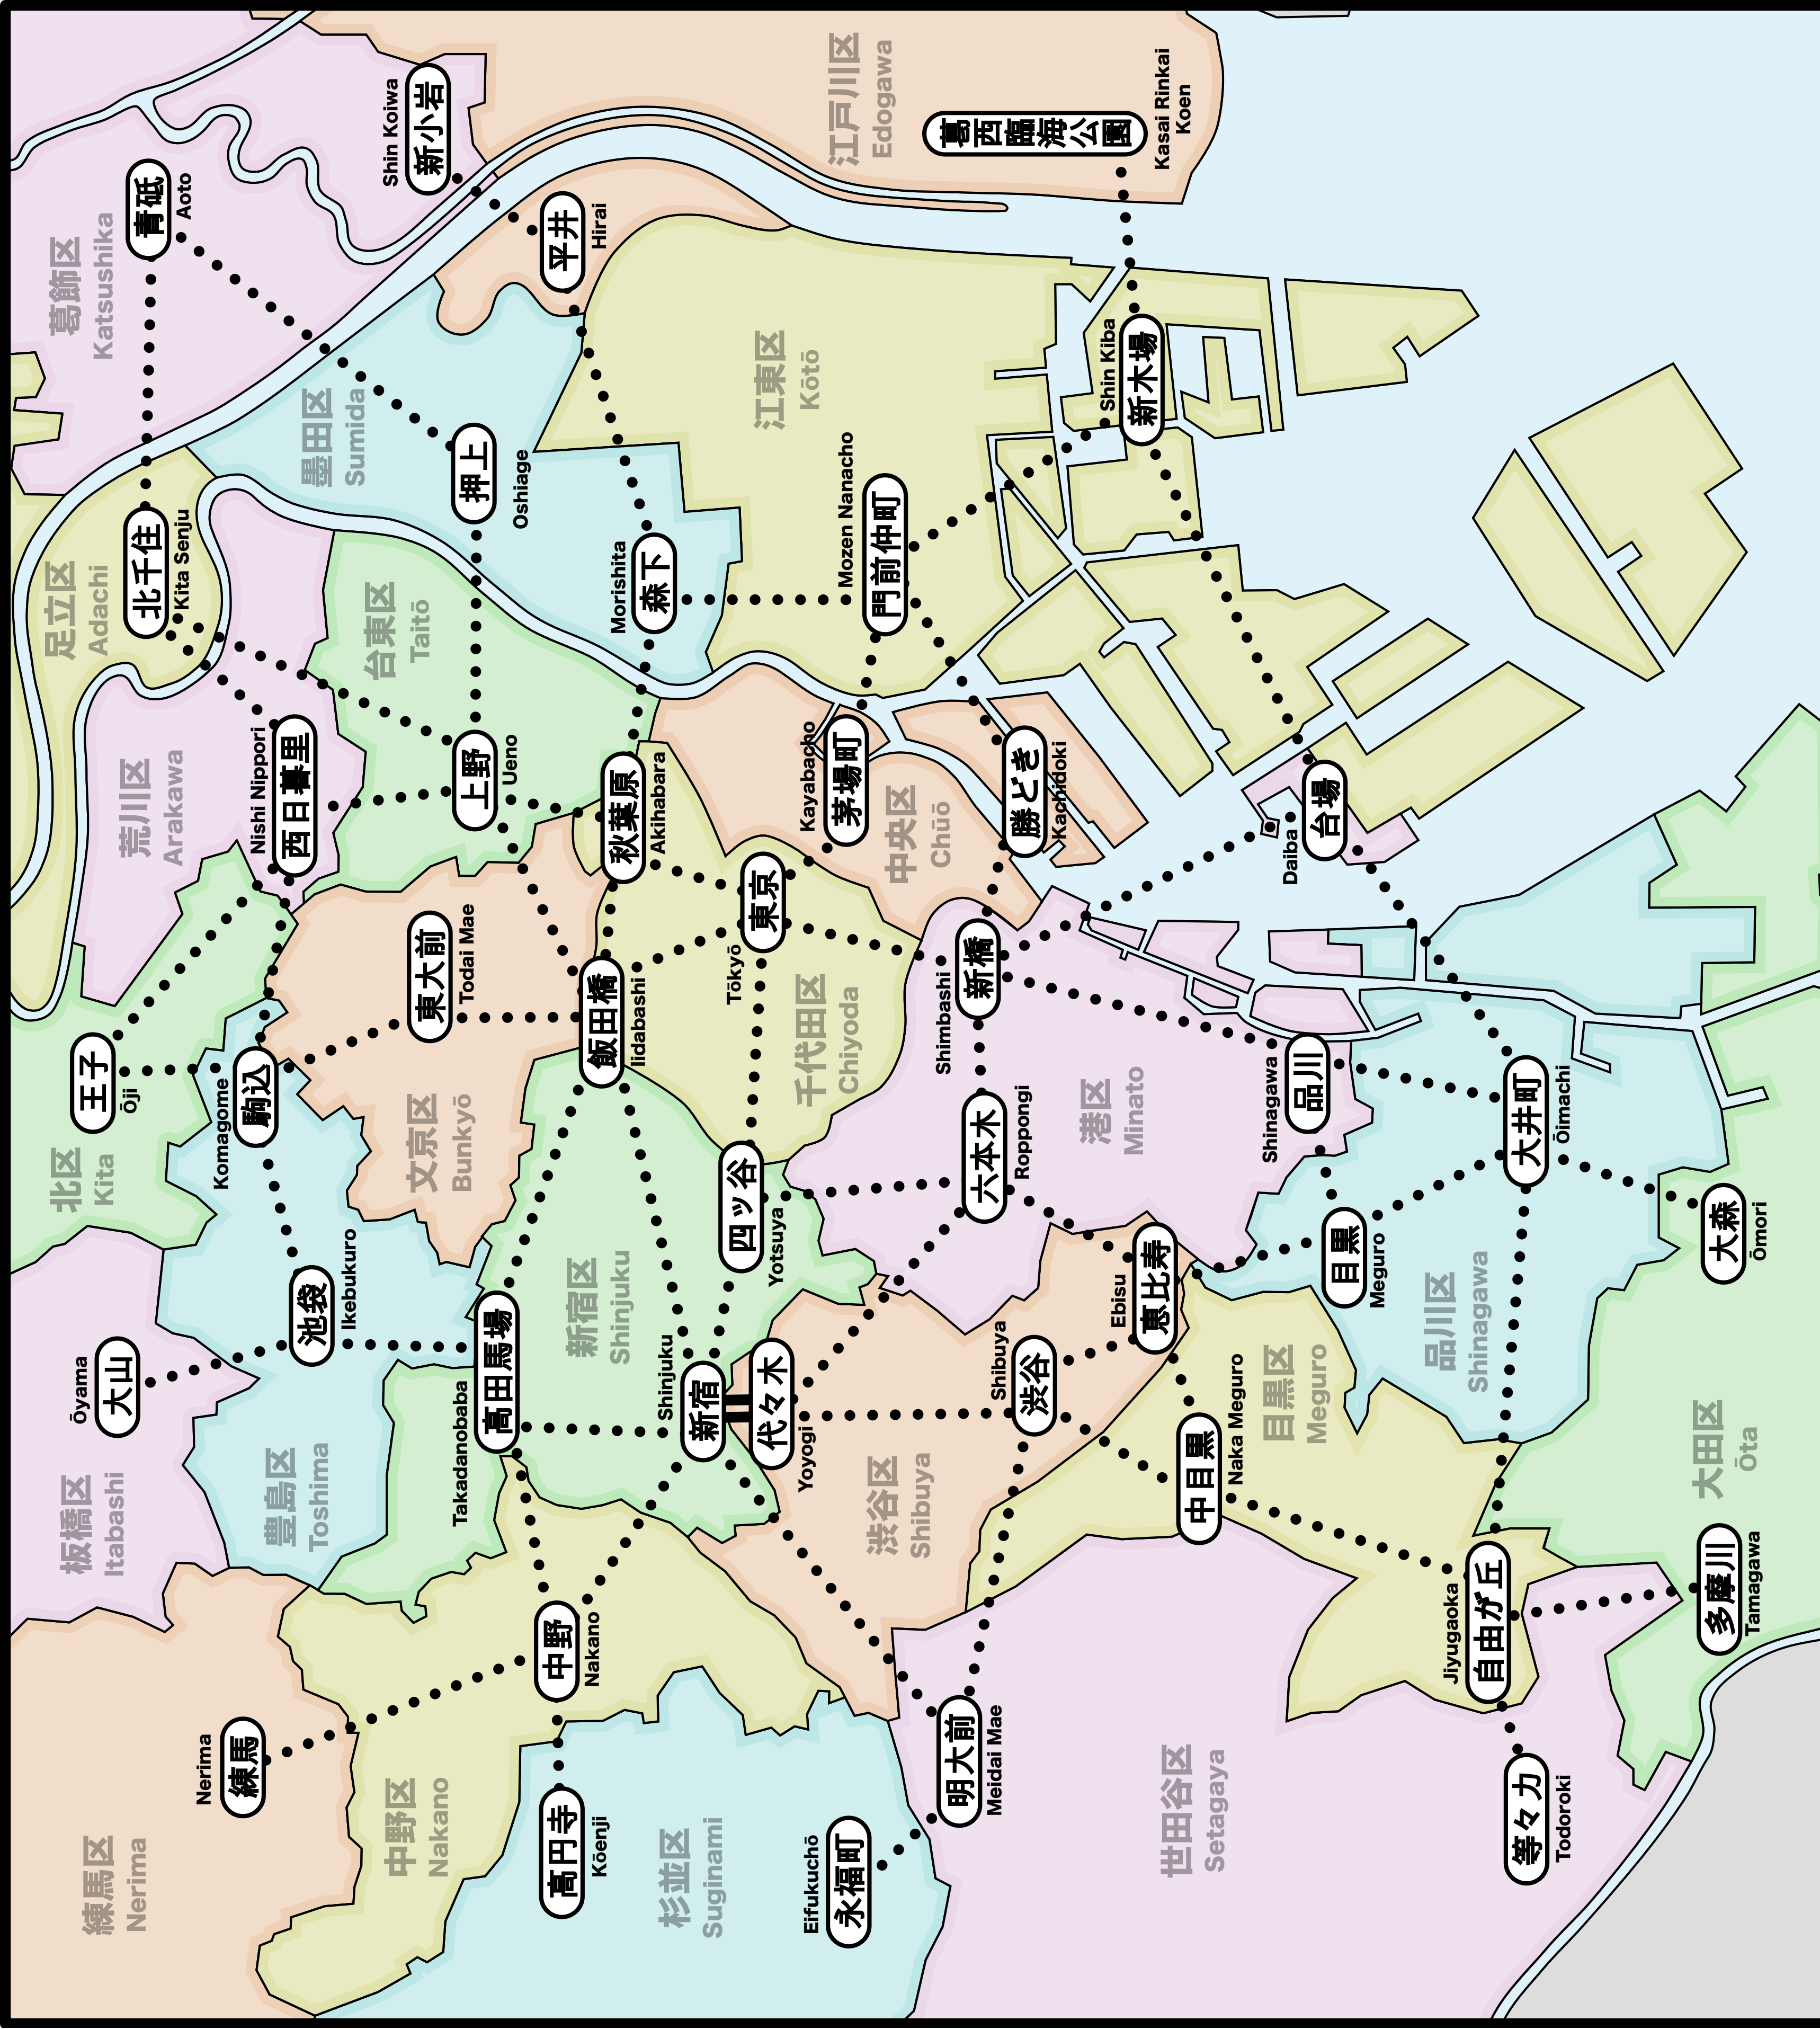 練馬区
Nerima
板橋区
Itabashi
北区
Kita
足立区
Adachi
葛飾区
Katsushika
大山
Ōyama
王子
Ōji
北千住
Kita Senju
青砥
Aoto
荒川区
Arakawa
練馬
Nerima
豊島区
Toshima
池袋
Ikebukuro
駒込
Komagome
西日暮里
Nishi Nippori
墨田区
Sumida
新小岩
Shin Koiwa
中野区
Nakano
文京区
Bunkyō
東大前
Todai Mae
台東区
Taitō
上野
Ueno
押上
Oshiage
高田馬場
Takadanobaba
平井
Hirai
高円寺
Kōenji
中野
Nakano
新宿区
Shinjuku
飯田橋
Iidabashi
秋葉原
Akihabara
森下
Morishita
杉並区
Suginami
新宿
Shinjuku
四ッ谷
Yotsuya
東京
Tōkyō
江東区
Kōtō
江戸川区
Edogawa
代々木
Yoyogi
千代田区
Chiyoda
茅場町
Kayabacho
門前仲町
Mozen Nanacho
永福町
Eifukuchō
渋谷区
Shibuya
中央区
Chūō
明大前
Meidai Mae
渋谷
Shibuya
六本木
Roppongi
新橋
Shimbashi
勝どき
Kachidoki
葛西臨海公園
Kasai Rinkai
Koen
新木場
Shin Kiba
港区
Minato
恵比寿
Ebisu
世田谷区
Setagaya
中目黒
Naka Meguro
目黒区
Meguro
目黒
Meguro
品川
Shinagawa
台場
Daiba
品川区
Shinagawa
自由が丘
Jiyugaoka
大井町
Ōimachi
等々力
Todoroki
多摩川
Tamagawa
大田区
Ōta
大森
Ōmori